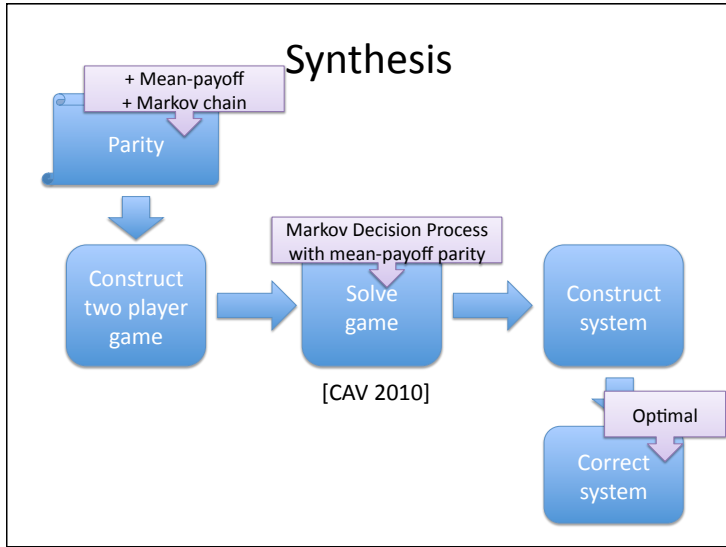 Synthesis
+ Mean-payoff
+ Markov chain
Parity
Construct
two player
game
Markov Decision Process
with mean-payoff parity
Solve
game
[CAV 2010]
Construct
system
Optimal
Correct
system